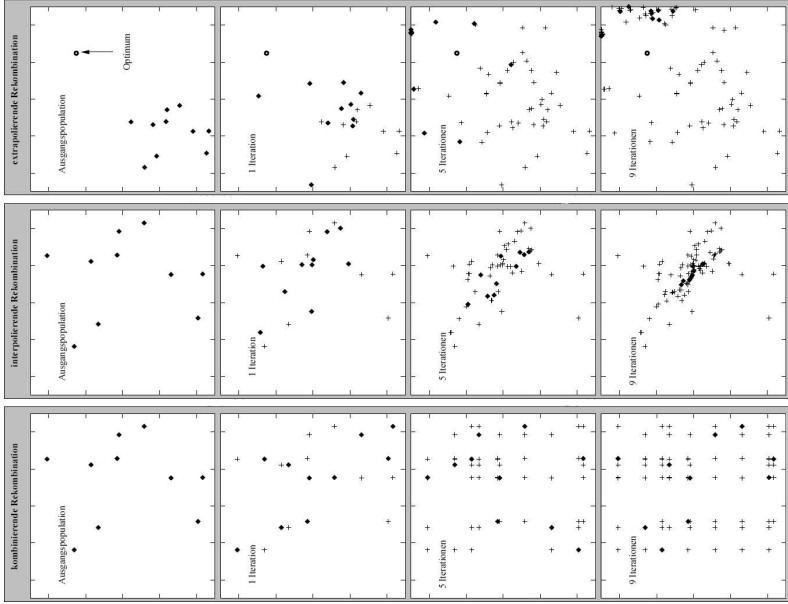 kombinierende Rekombination
Ausgangspopulation
1 Iteration
5 Iterationen
9 Iterationen
interpolierende Rekombination
Ausgangspopulation
1 Iteration
5 Iterationen
9 Iterationen
extrapolierende Rekombination
Ausgangspopulation
Optimum
1 Iteration
5 Iterationen
9 Iterationen